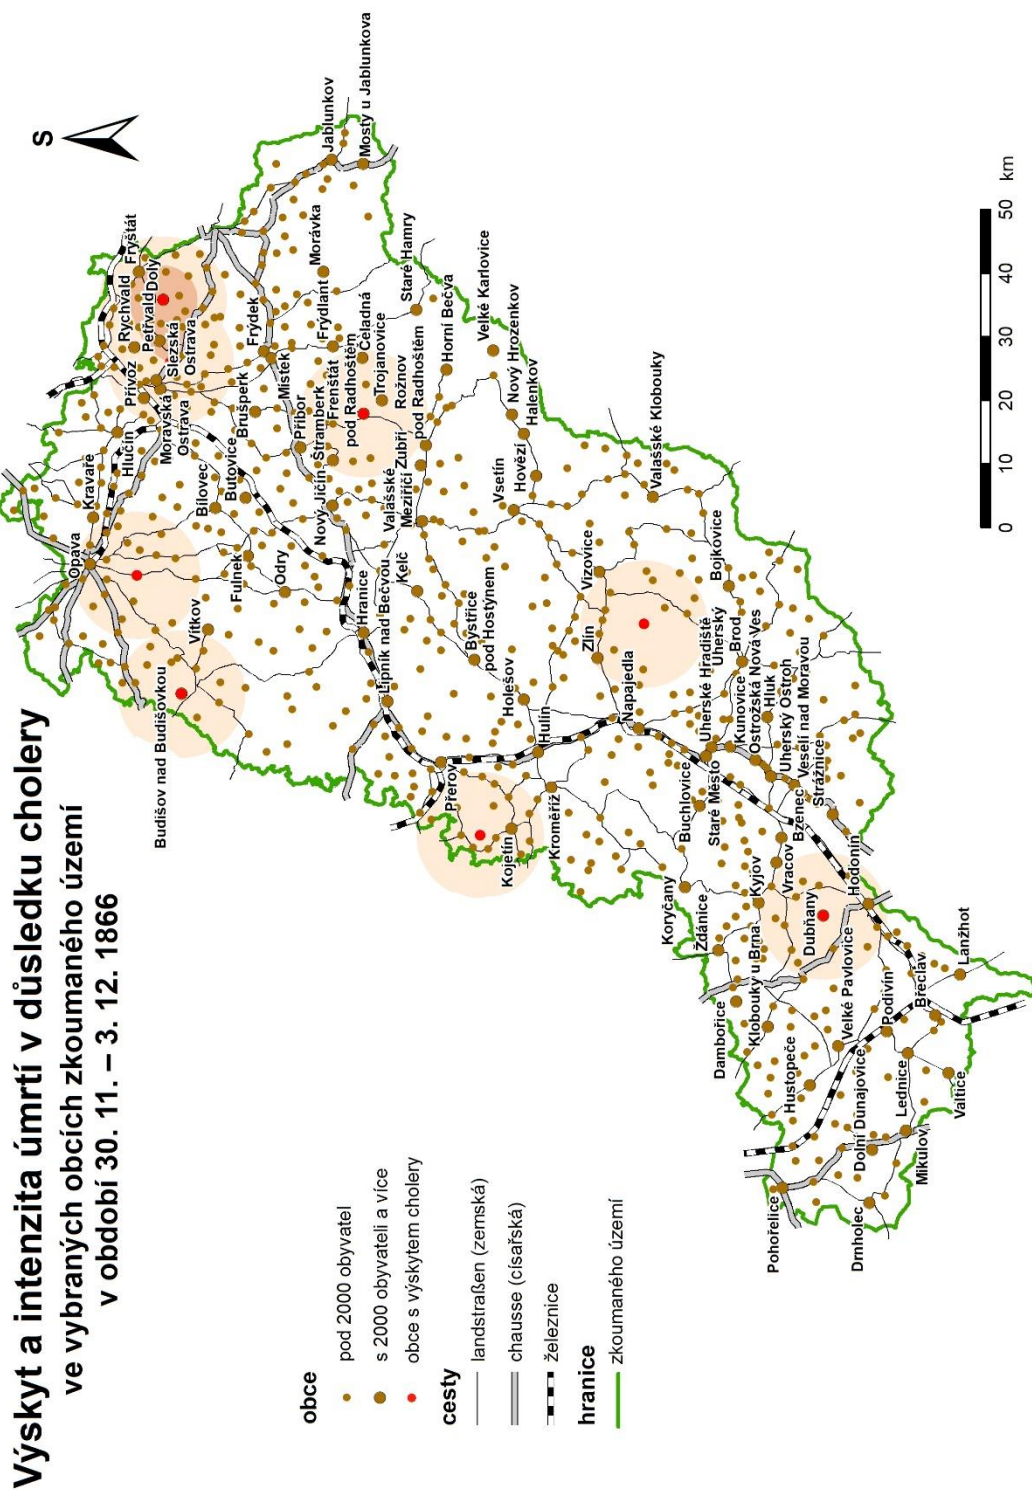 Výskyt a intenzita úmrtí v důsledku cholery
ve vybraných obcích zkoumaného území
v období 30. 11. – 3. 12. 1866
S
obce
pod 2000 obyvatel
s 2000 obyvateli a více
obce s výskytem cholery
cesty
landstraßen (zemská)
chausse (císařská)
železnice
hranice
zkoumaného území
Opava
Kravaře
Hlučín
Přívoz
Rychvald
Fryštát
Petřvald
Doly
Slezská
Ostrava
Moravská
Ostrava
Budišov nad Budišovkou
Vítkov
Bílovec
Butovice
Brušperk
Frýdek
Místek
Fulnek
Odry
Příbor
Štramberk
Frenštát
pod Radhoštěm
Frýdlant
Morávka
Jablunkov
Mosty u Jablunkova
Nový Jičín
Čeladná
Trojanovice
Staré Hamry
Hranice
Lipník nad Bečvou
Kelč
Valašské
Meziříčí
Zubří
Rožnov
pod Radhoštěm
Horní Bečva
Velké Karlovice
Přerov
Bystřice
pod Hostýnem
Holešov
Hulín
Kojetín
Kroměříž
Vsetín
Hovězí
Halenkov
Nový Hrozenkov
Vizovice
Zlín
Napajedla
Valašské Klobouky
Bojkovice
Uherský
Brod
Uherské Hradiště
Kunovice
Ostrožská Nová Ves
Hluk
Uherský Ostroh
Veselí nad Moravou
Strážnice
Buchlovice
Staré Město
Bzenec
Vracov
Kyjov
Koryčany
Ždánice
Dubňany
Hodonín
Dambořice
Klobouky u Brna
Velké Pavlovice
Hustopeče
Podivín
Břeclav
Lanžhot
Pohořelice
Dolní Dunajovice
Lednice
Valtice
Mikulov
Drnholec
0
10
20
30
40
50
km